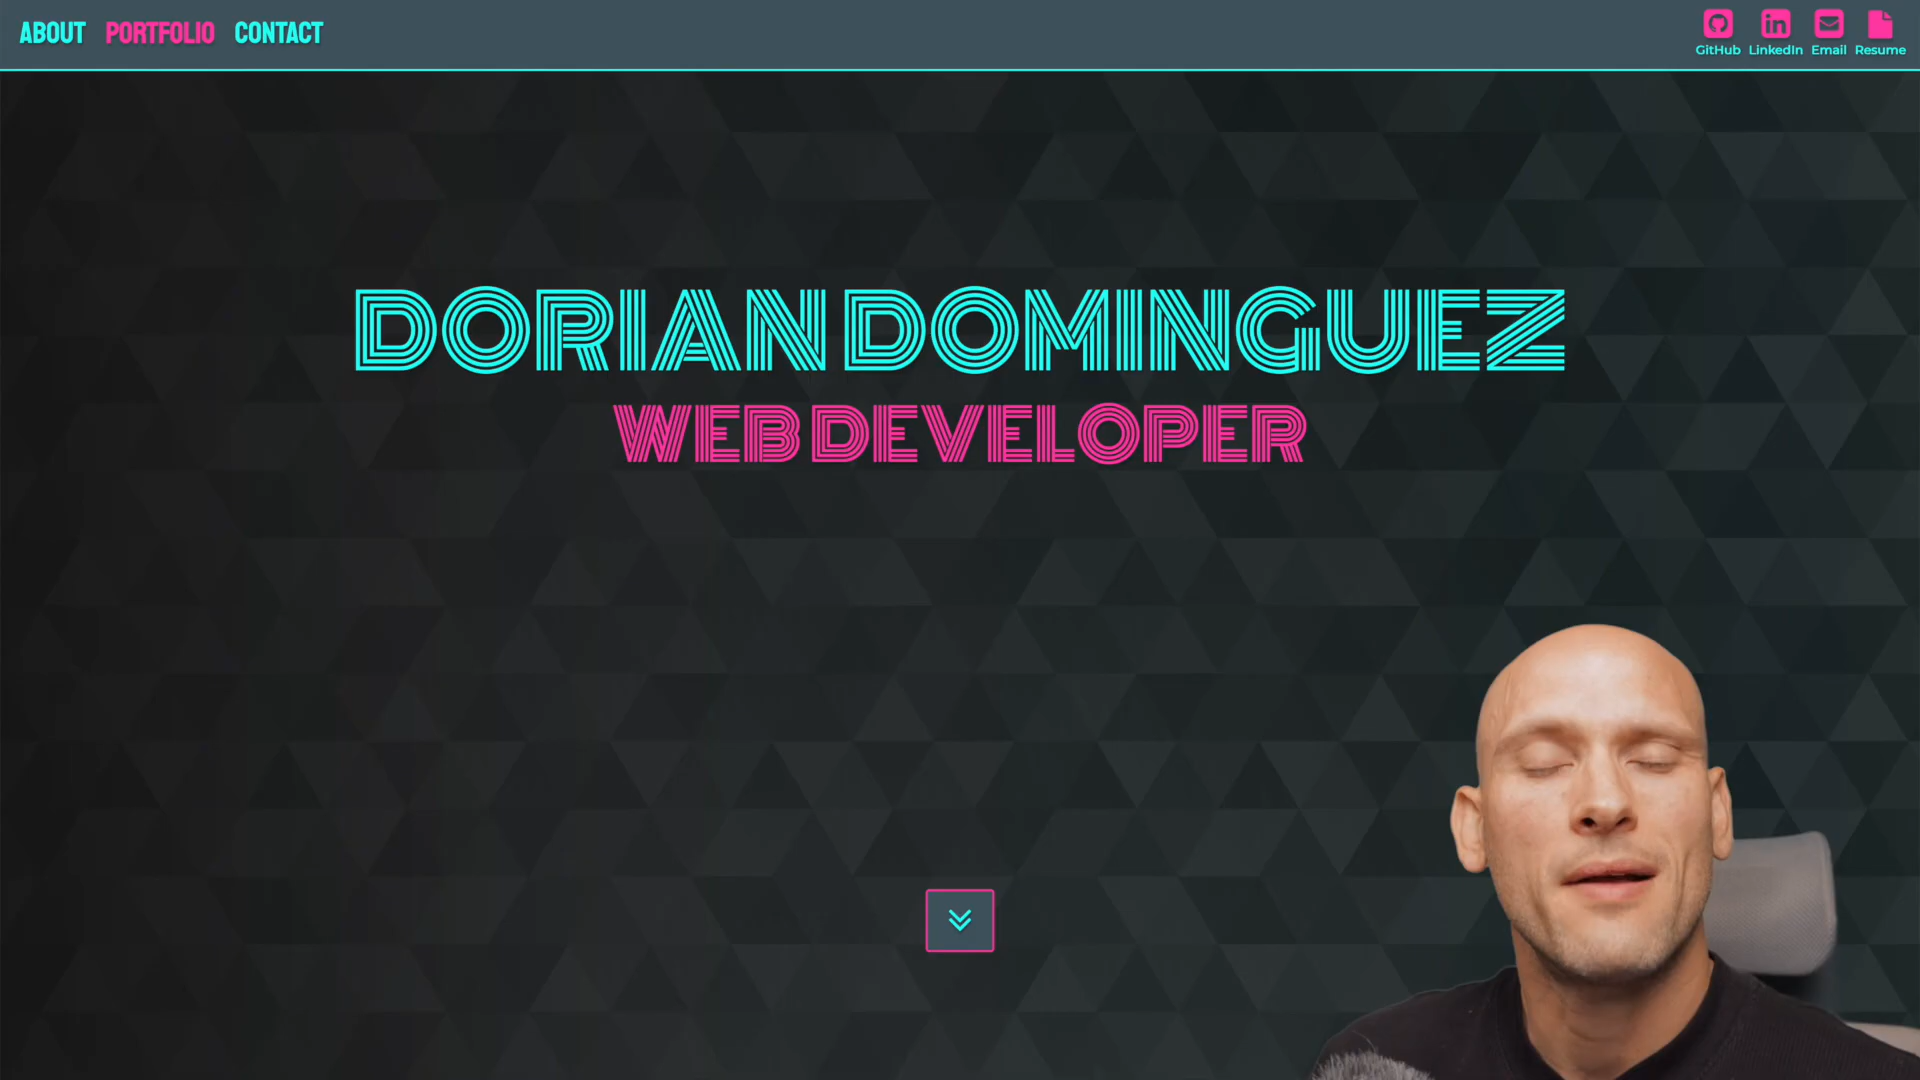 ABOUT PORTFOLIO CONTACT
GitHub LinkedIn Email Resume
DORIAN DOMINGUEZ
WEB DEVELOPER